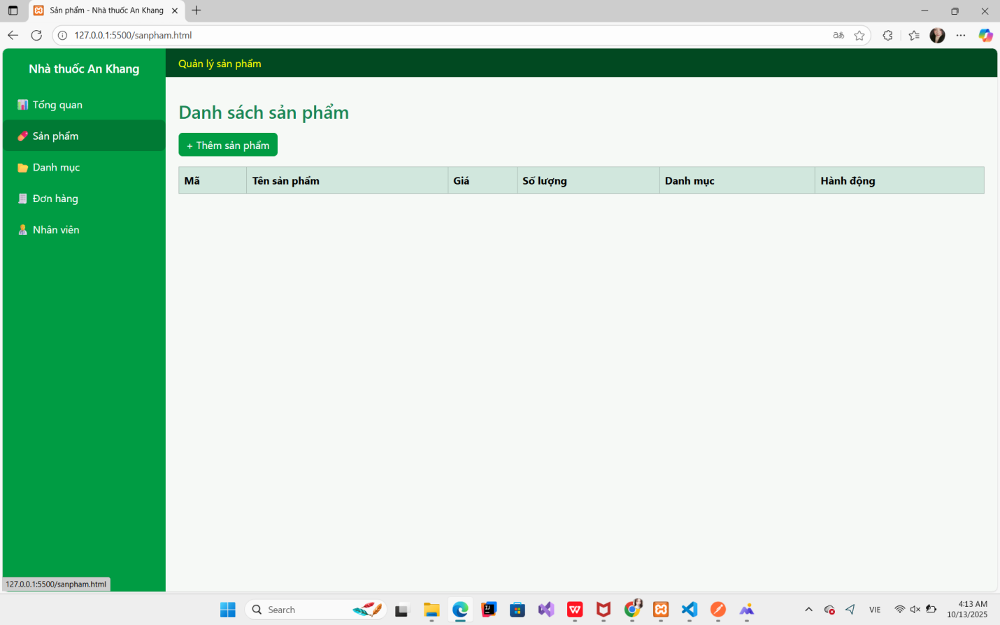 Sản phẩm - Nhà thuốc An Khang
127.0.0.1:5500/sanpham.html
Nhà thuốc An Khang
Tổng quan
Sản phẩm
Danh mục
Đơn hàng
Nhân viên
Quản lý sản phẩm
Danh sách sản phẩm
+ Thêm sản phẩm
Mã Tên sản phẩm Giá Số lượng Danh mục Hành động
127.0.0.1:5500/sanpham.html
Search
VIE
4:13 AM
10/13/2025